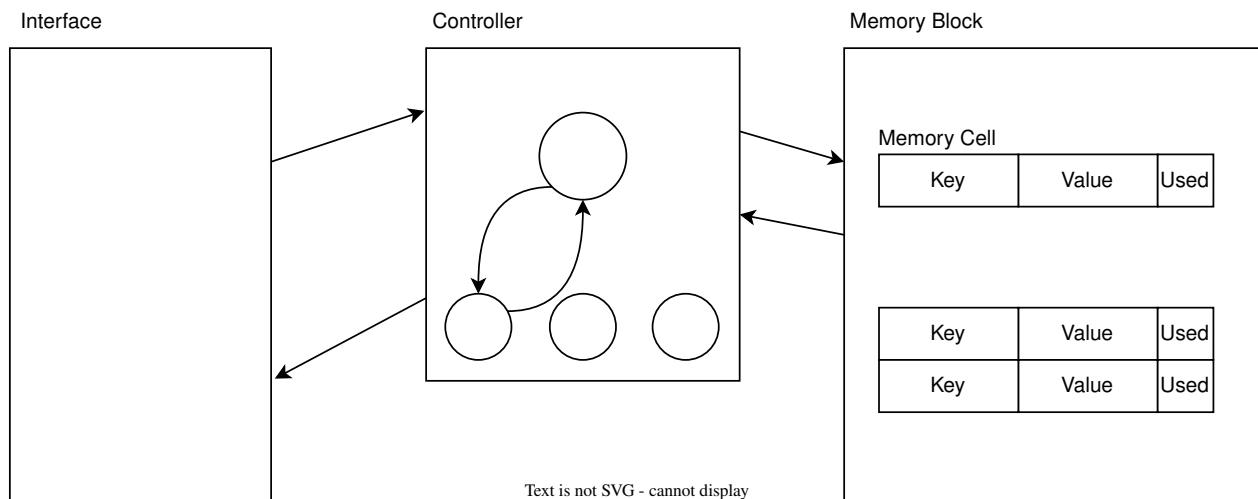 Interface
Controller
Memory Block
Memory Cell
Key Value Used
Key Value Used
Key Value Used
Text is not SVG - cannot display